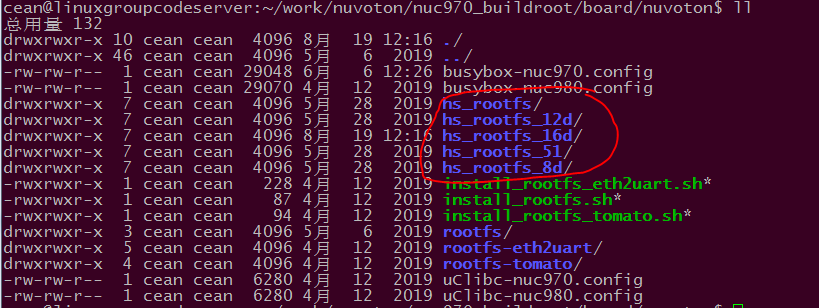 cean@linuxgroupcodeserver:~/work/nuvoton/nuc970_buildroot/board/nuvoton$ ll
总用量 132
drwxrwxr-x 10 cean cean 4096 8月 19 12:16 ./
drwxrwxr-x 46 cean cean 4096 5月 6 2019 ../
-rw-rw-r-- 1 cean cean 29048 6月 6 12:26 busybox-nuc970.config
-rw-rw-r-- 1 cean cean 29070 4月 12 2019 busybox-nuc980.config
drwxrwxr-x 7 cean cean 4096 5月 28 2019 hs_rootfs/
drwxrwxr-x 7 cean cean 4096 5月 28 2019 hs_rootfs_12d/
drwxrwxr-x 7 cean cean 4096 8月 19 12:16 hs_rootfs_16d/
drwxrwxr-x 7 cean cean 4096 5月 28 2019 hs_rootfs_51/
drwxrwxr-x 7 cean cean 4096 5月 28 2019 hs_rootfs_8d/
-rwxrwxr-x 1 cean cean 228 4月 12 2019 install_rootfs_eth2uart.sh*
-rwxrwxr-x 1 cean cean 87 4月 12 2019 install_rootfs.sh*
-rwxrwxr-x 1 cean cean 94 4月 12 2019 install_rootfs_tomato.sh*
drwxrwxr-x 3 cean cean 4096 5月 6 2019 rootfs/
drwxrwxr-x 5 cean cean 4096 4月 12 2019 rootfs-eth2uart/
drwxrwxr-x 4 cean cean 4096 4月 12 2019 rootfs-tomato/
-rw-rw-r-- 1 cean cean 6280 4月 12 2019 uClibc-nuc970.config
-rw-rw-r-- 1 cean cean 6280 4月 12 2019 uClibc-nuc980.config